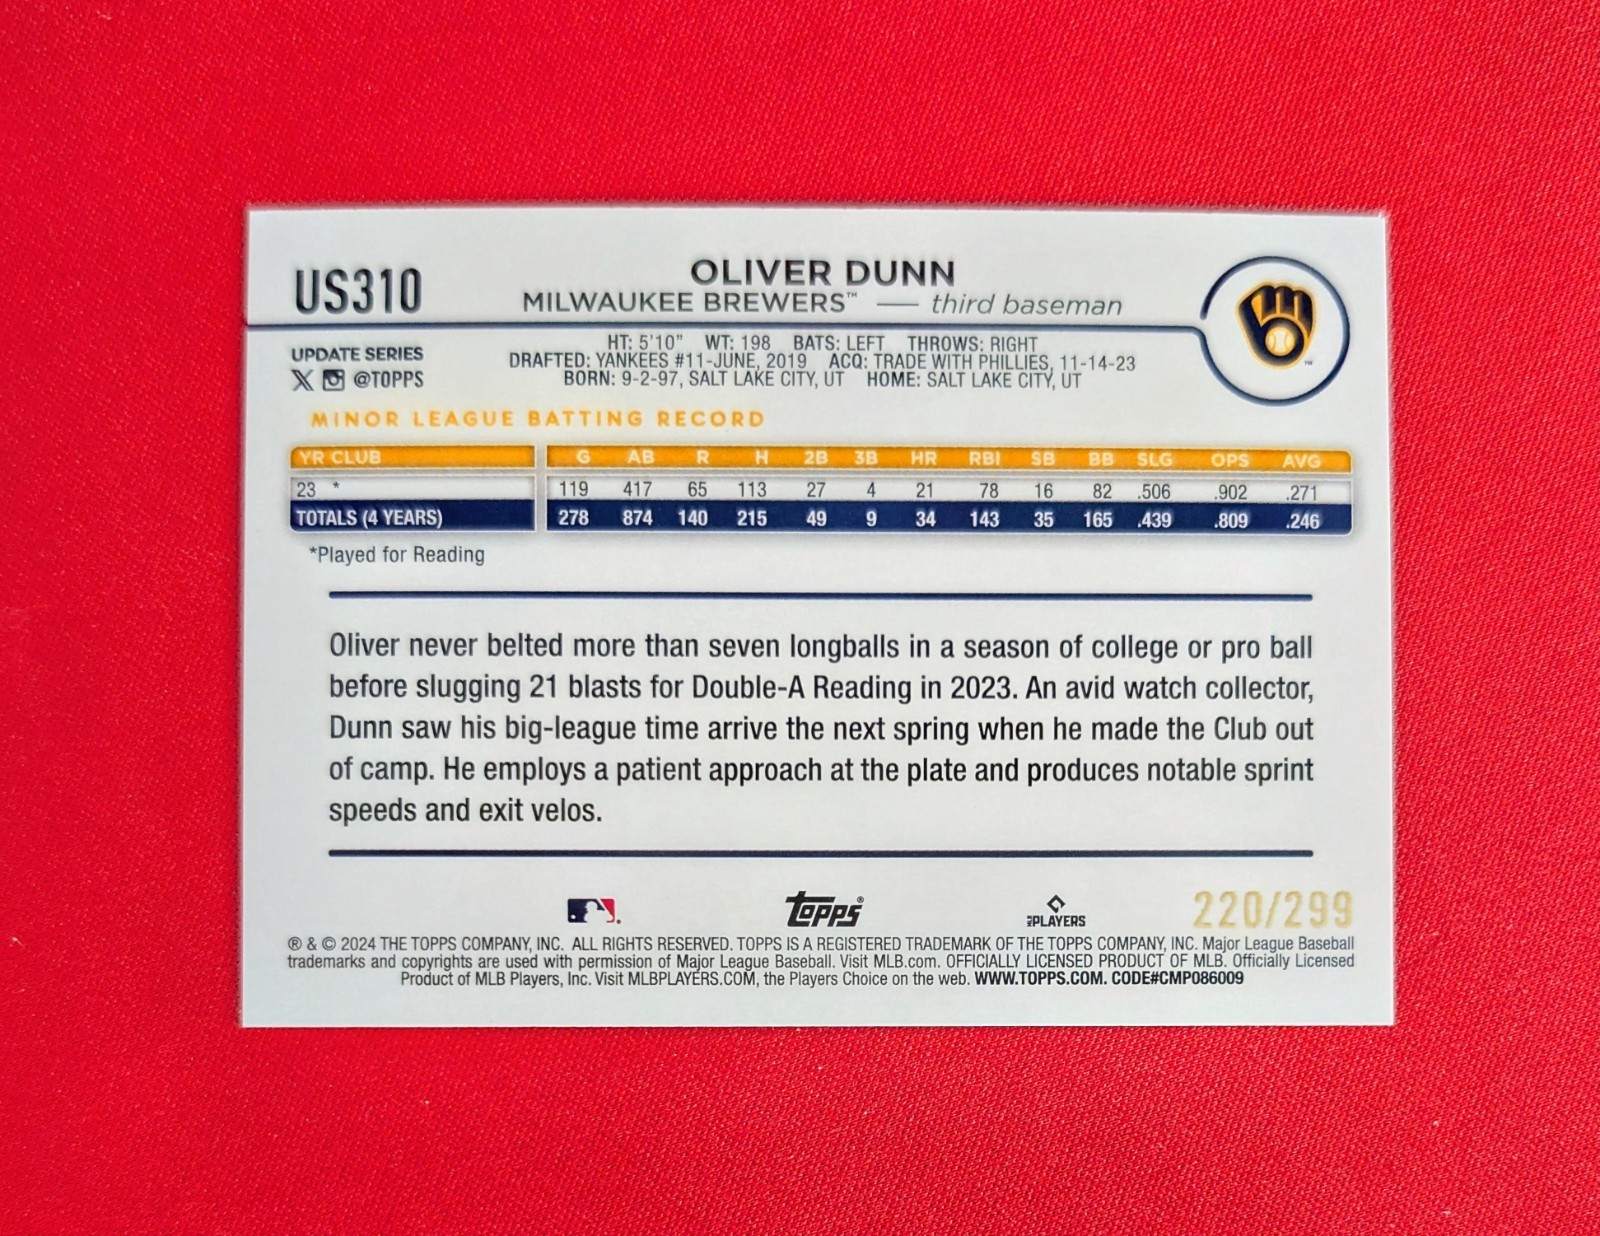 US310
OLIVER DUNN
MILWAUKEE BREWERS™ — third baseman
UPDATE SERIES
X @TOPPS
HT: 5'10" WT: 198 BATS: LEFT THROWS: RIGHT
DRAFTED: YANKEES #11-JUNE, 2019 ACQ: TRADE WITH PHILLIES, 11-14-23
BORN: 9-2-97, SALT LAKE CITY, UT HOME: SALT LAKE CITY, UT
MINOR LEAGUE BATTING RECORD
YR CLUB G AB R H 2B 3B HR RBI SB BB SLG OPS AVG
23 * 119 417 65 113 27 4 21 78 16 82 .506 .902 .271
TOTALS (4 YEARS) 278 874 140 215 49 9 34 143 35 165 .439 .809 .246
*Played for Reading
Oliver never belted more than seven longballs in a season of college or pro ball
before slugging 21 blasts for Double-A Reading in 2023. An avid watch collector,
Dunn saw his big-league time arrive the next spring when he made the Club out
of camp. He employs a patient approach at the plate and produces notable sprint
speeds and exit velos.
Topps® MLB PLAYERS 220/299
® & © 2024 THE TOPPS COMPANY, INC. ALL RIGHTS RESERVED. TOPPS IS A REGISTERED TRADEMARK OF THE TOPPS COMPANY, INC. Major League Baseball
trademarks and copyrights are used with permission of Major League Baseball. Visit MLB.com. OFFICIALLY LICENSED PRODUCT OF MLB. Officially Licensed
Product of MLB Players, Inc. Visit MLBPLAYERS.COM, the Players Choice on the web. WWW.TOPPS.COM. CODE#CMP086009